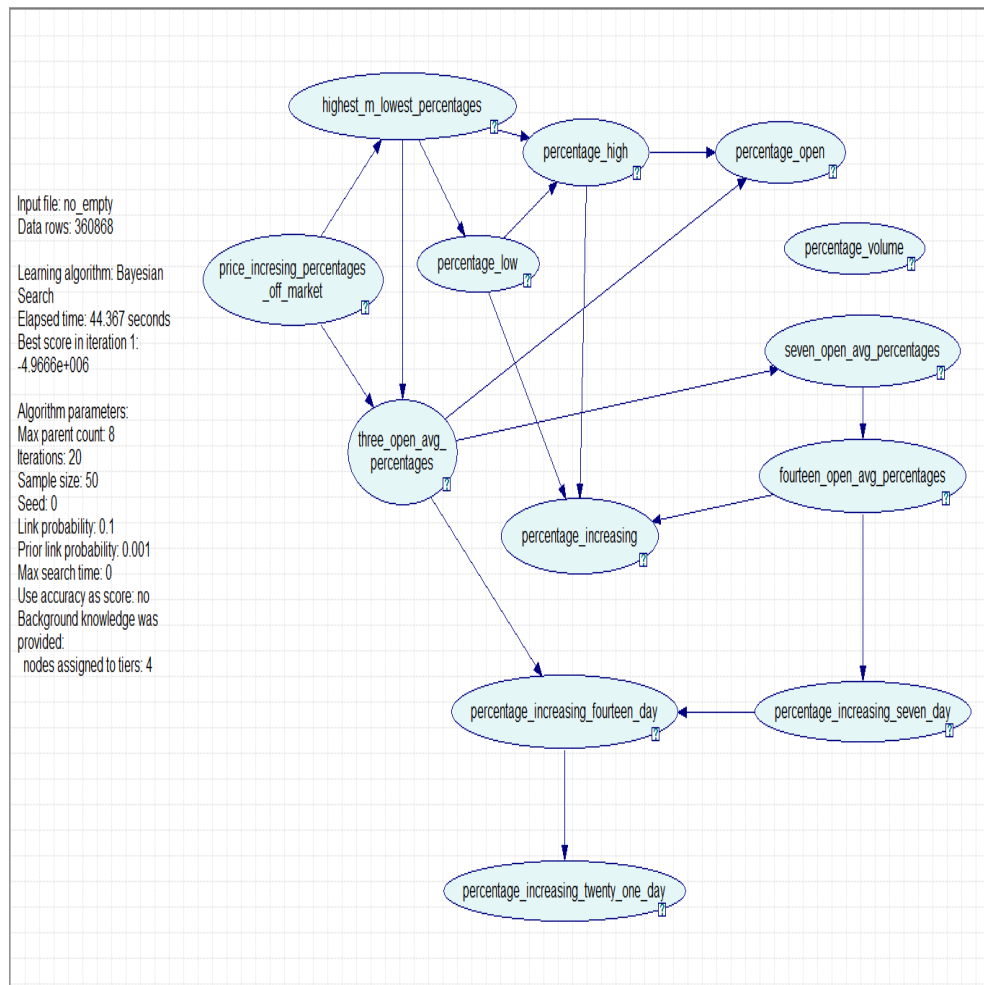 highest_m_lowest_percentages
percentage_high
percentage_open
Input file: no_empty
Data rows: 360868
percentage_volume
percentage_low
price_incresing_percentages
_off_market
Learning algorithm: Bayesian
Search
Elapsed time: 44.367 seconds
Best score in iteration 1:
-4.9666e+006
seven_open_avg_percentages
Algorithm parameters:
Max parent count: 8
Iterations: 20
Sample size: 50
Seed: 0
Link probability: 0.1
Prior link probability: 0.001
Max search time: 0
Use accuracy as score: no
Background knowledge was
provided:
nodes assigned to tiers: 4
three_open_avg_
percentages
fourteen_open_avg_percentages
percentage_increasing
percentage_increasing_fourteen_day
percentage_increasing_seven_day
percentage_increasing_twenty_one_day